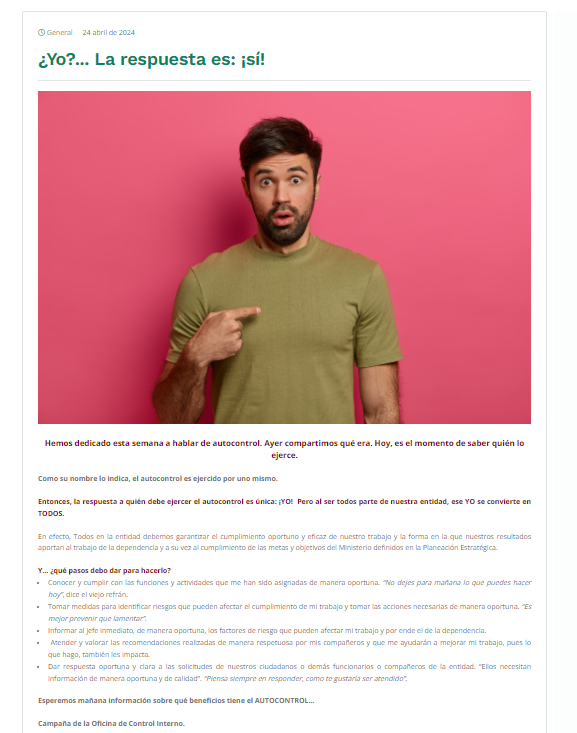 General 24 abril de 2024
¿Yo?... La respuesta es: ¡sí!
Hemos dedicado esta semana a hablar de autocontrol. Ayer compartimos qué era. Hoy, es el momento de saber quién lo
ejerce.
Como su nombre lo indica, el autocontrol es ejercido por uno mismo.
Entonces, la respuesta a quién debe ejercer el autocontrol es única: ¡YO! Pero al ser todos parte de nuestra entidad, ese YO se convierte en
TODOS.
En efecto, Todos en la entidad debemos garantizar el cumplimiento oportuno y eficaz de nuestro trabajo y la forma en la que nuestros resultados
aportan al trabajo de la dependencia y a su vez al cumplimiento de las metas y objetivos del Ministerio definidos en la Planeación Estratégica.
Y... ¿qué pasos debo dar para hacerlo?
• Conocer y cumplir con las funciones y actividades que me han sido asignadas de manera oportuna. “No dejes para mañana lo que puedes hacer
hoy”, dice el viejo refrán.
• Tomar medidas para identificar riesgos que pueden afectar el cumplimiento de mi trabajo y tomar las acciones necesarias de manera oportuna. “Es
mejor prevenir que lamentar”.
• Informar al jefe inmediato, de manera oportuna, los factores de riesgo que pueden afectar mi trabajo y por ende el de la dependencia.
• Atender y valorar las recomendaciones realizadas de manera respetuosa por mis compañeros y que me ayudarán a mejorar mi trabajo, pues lo
que hago, también les impacta.
• Dar respuesta oportuna y clara a las solicitudes de nuestros ciudadanos o demás funcionarios o compañeros de la entidad. “Ellos necesitan
información de manera oportuna y de calidad”. “Piensa siempre en responder, como te gustaría ser atendido”.
Esperemos mañana información sobre qué beneficios tiene el AUTOCONTROL...
Campaña de la Oficina de Control Interno.